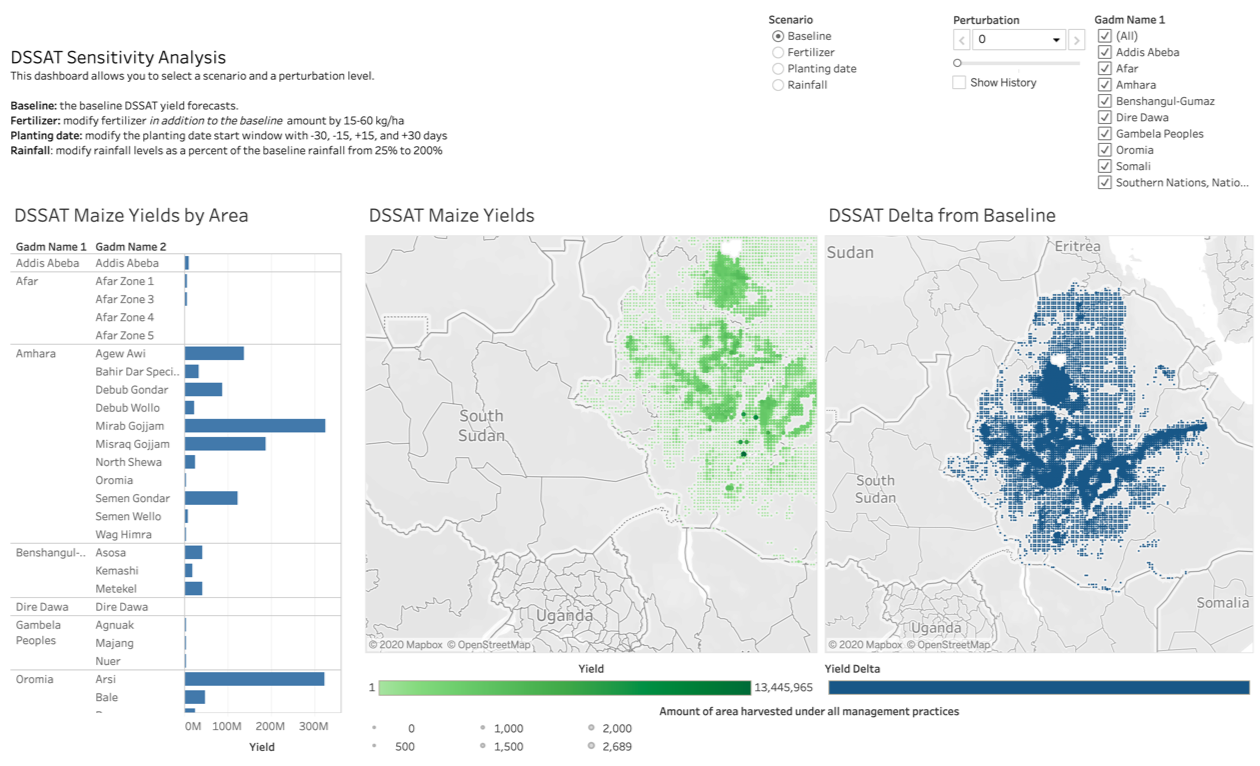 DSSAT Sensitivity Analysis
This dashboard allows you to select a scenario and a perturbation level.
Baseline: the baseline DSSAT yield forecasts.
Fertilizer: modify fertilizer in addition to the baseline amount by 15-60 kg/ha
Planting date: modify the planting date start window with -30, -15, +15, and +30 days
Rainfall: modify rainfall levels as a percent of the baseline rainfall from 25% to 200%
Scenario
Baseline
Fertilizer
Planting date
Rainfall
Perturbation
0
Show History
Gadm Name 1
(All)
Addis Abeba
Afar
Amhara
Benshangul-Gumaz
Dire Dawa
Gambela Peoples
Oromia
Somali
Southern Nations, Natio...
DSSAT Maize Yields by Area
Gadm Name 1 Gadm Name 2
Addis Abeba Addis Abeba
Afar Afar Zone 1
Afar Zone 3
Afar Zone 4
Afar Zone 5
Amhara Agew Awi
Bahir Dar Speci..
Debub Gondar
Debub Wollo
Mirab Gojjam
Misraq Gojjam
North Shewa
Oromia
Semen Gondar
Semen Wello
Wag Himra
Benshangul-.. Asosa
Kemashi
Metekel
Dire Dawa Dire Dawa
Gambela Agnuak
Peoples Majang
Nuer
Oromia Arsi
Bale
0M 100M 200M 300M
Yield
DSSAT Maize Yields
South
Sudan
Uganda
© 2020 Mapbox © OpenStreetMap
Yield
1 13,445,965
DSSAT Delta from Baseline
Sudan
Eritrea
South
Sudan
Somalia
Uganda
© 2020 Mapbox © OpenStreetMap
Yield Delta
Amount of area harvested under all management practices
0 1,000 2,000
500 1,500 2,689